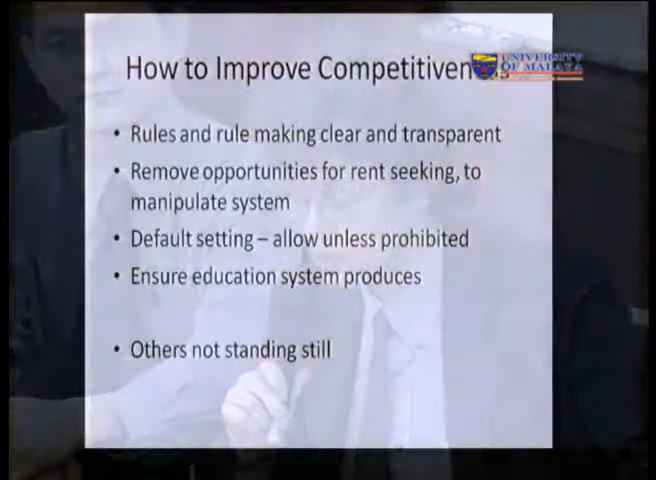 How to Improve Competitiveness
UNIVERSITY
OF MALAYA
• Rules and rule making clear and transparent
• Remove opportunities for rent seeking, to
manipulate system
• Default setting – allow unless prohibited
• Ensure education system produces
• Others not standing still